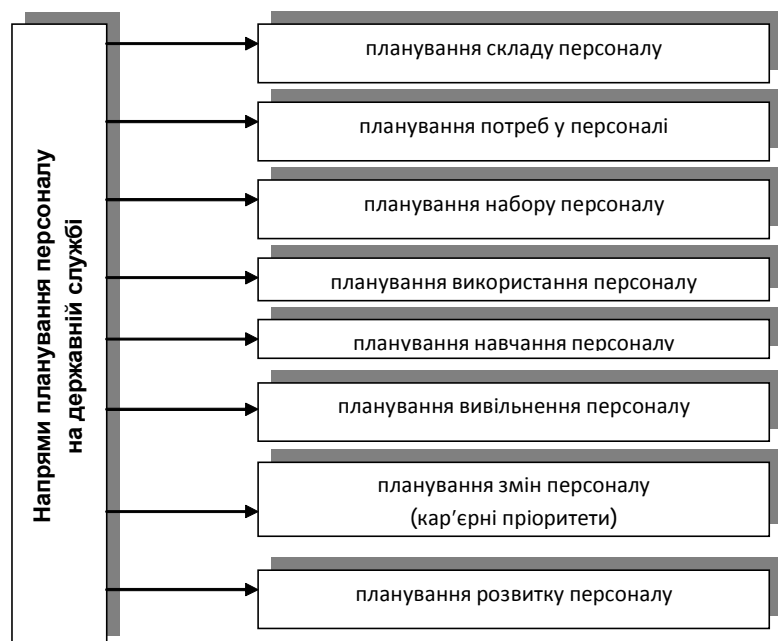 Напрями планування персоналу
на державній службі
планування складу персоналу
планування потреб у персоналі
планування набору персоналу
планування використання персоналу
планування навчання персоналу
планування вивільнення персоналу
планування змін персоналу
(кар’єрні пріоритети)
планування розвитку персоналу